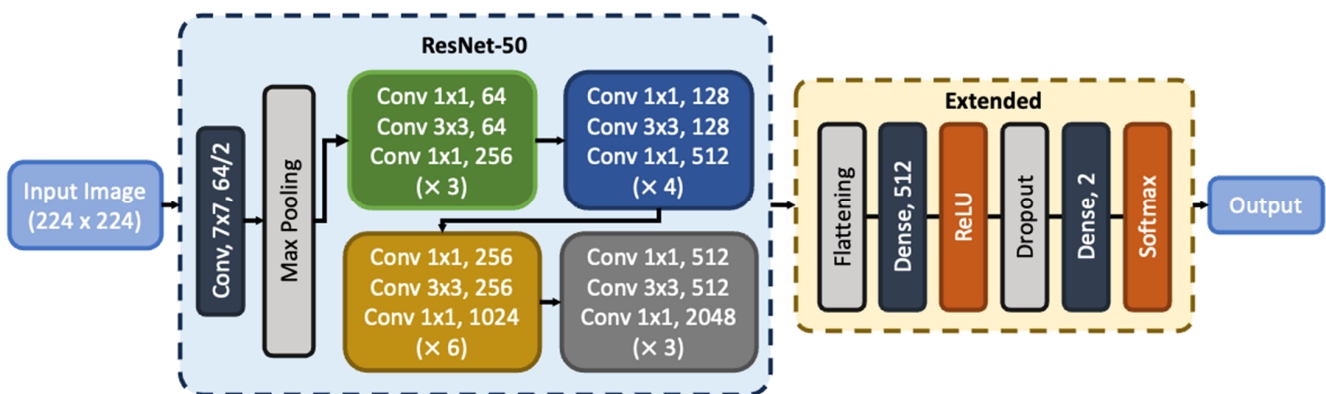 ResNet-50
Input Image
(224 x 224)
Conv, 7x7, 64/2
Max Pooling
Conv 1x1, 64
Conv 3x3, 64
Conv 1x1, 256
(× 3)
Conv 1x1, 128
Conv 3x3, 128
Conv 1x1, 512
(× 4)
Conv 1x1, 256
Conv 3x3, 256
Conv 1x1, 1024
(× 6)
Conv 1x1, 512
Conv 3x3, 512
Conv 1x1, 2048
(× 3)
Extended
Flattening
Dense, 512
ReLU
Dropout
Dense, 2
Softmax
Output